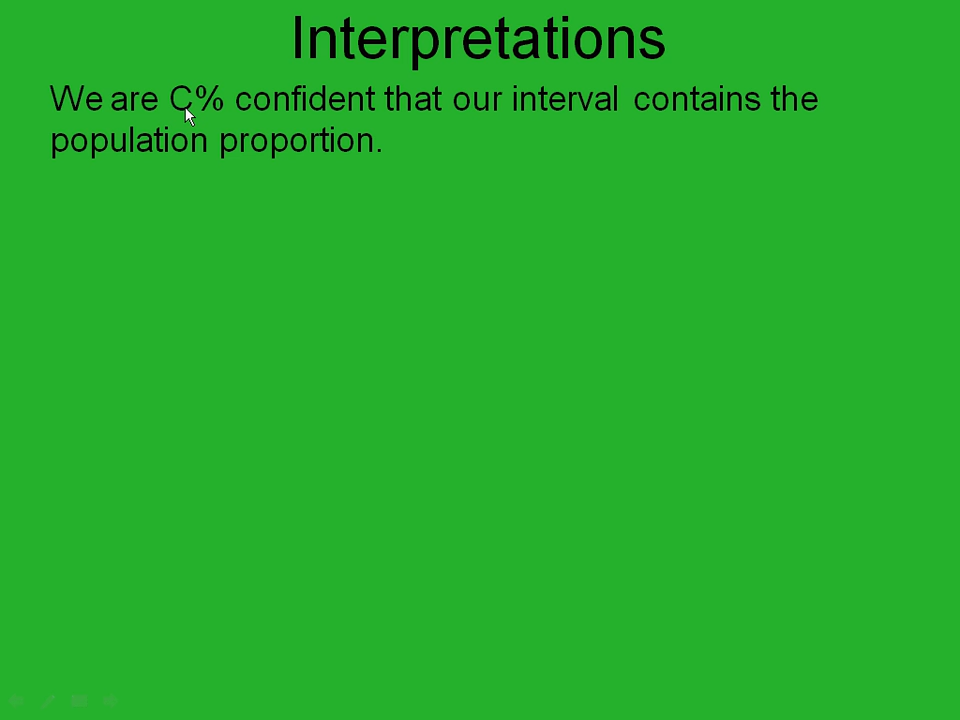 Interpretations
We are C% confident that our interval contains the
population proportion.